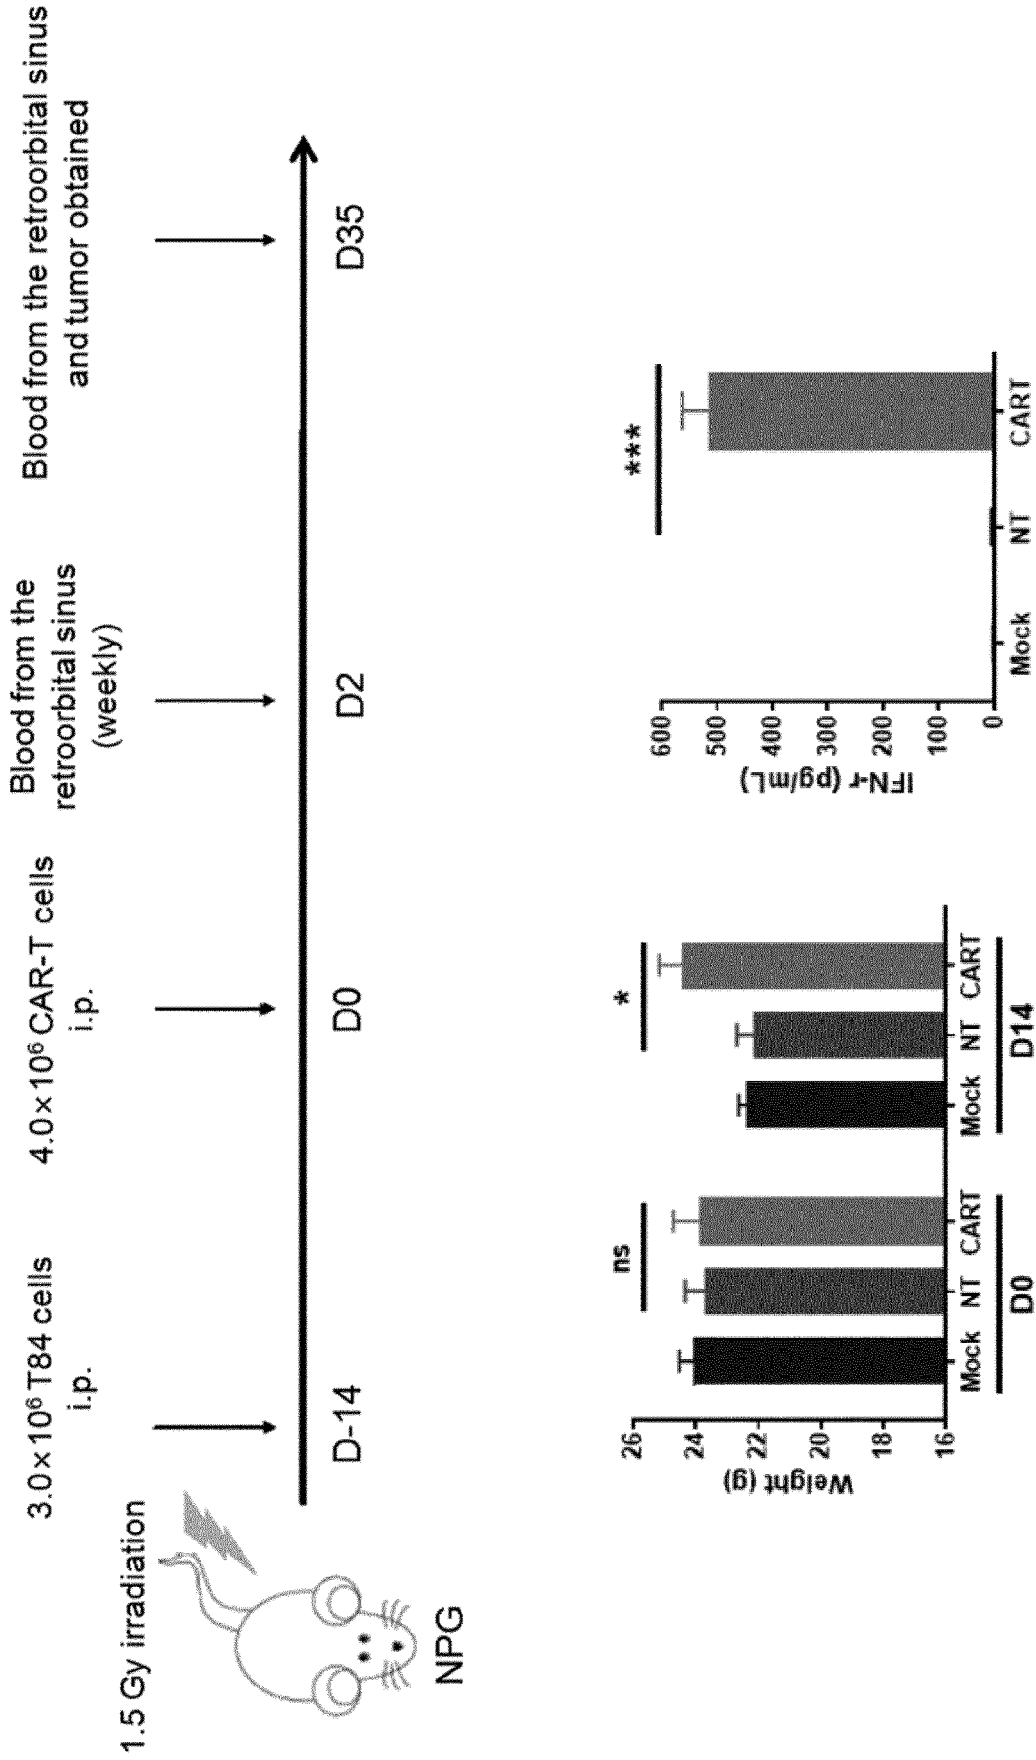 1.5 Gy irradiation
NPG
3.0×10⁶ T84 cells
i.p.
D-14
4.0×10⁶ CAR-T cells
i.p.
D0
Blood from the
retroorbital sinus
(weekly)
D2
Blood from the retroorbital sinus
and tumor obtained
D35
Weight (g)
26
24
22
20
18
16
ns
*
Mock NT CART Mock NT CART
D0 D14
IFN-r (pg/mL)
600
500
400
300
200
100
0
***
Mock NT CART